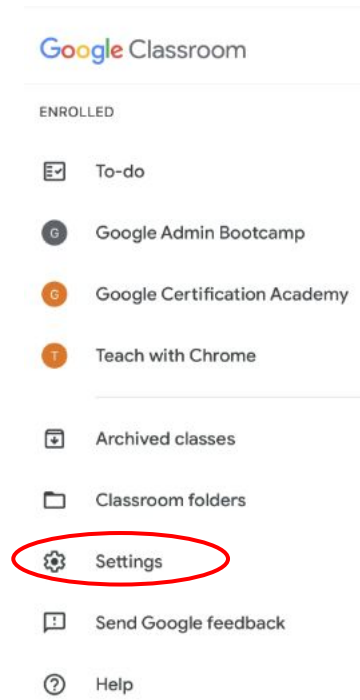 Google Classroom
ENROLLED
To-do
G
Google Admin Bootcamp
G
Google Certification Academy
T
Teach with Chrome
Archived classes
Classroom folders
Settings
Send Google feedback
Help